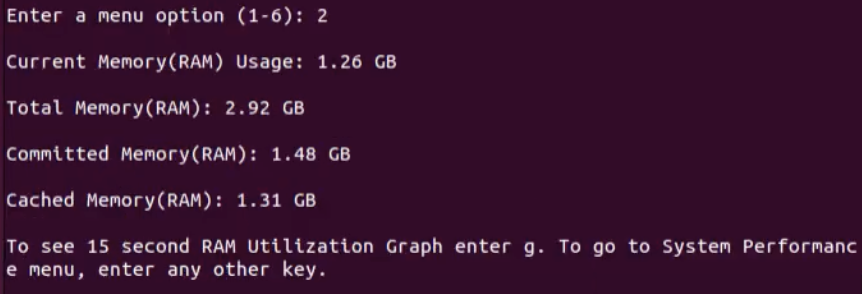 Enter a menu option (1-6): 2
Current Memory(RAM) Usage: 1.26 GB
Total Memory(RAM): 2.92 GB
Committed Memory(RAM): 1.48 GB
Cached Memory(RAM): 1.31 GB
To see 15 second RAM Utilization Graph enter g. To go to System Performanc
e menu, enter any other key.